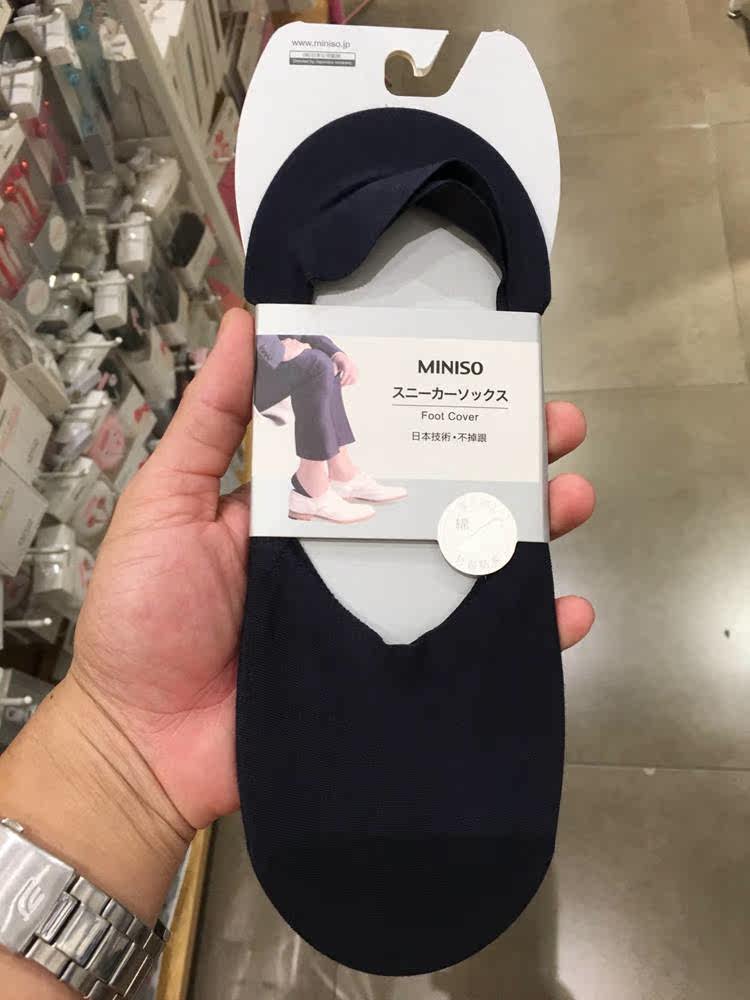 www.miniso.jp
MINISO
スニーカーソックス
Foot Cover
日本技術・不掉跟
綿